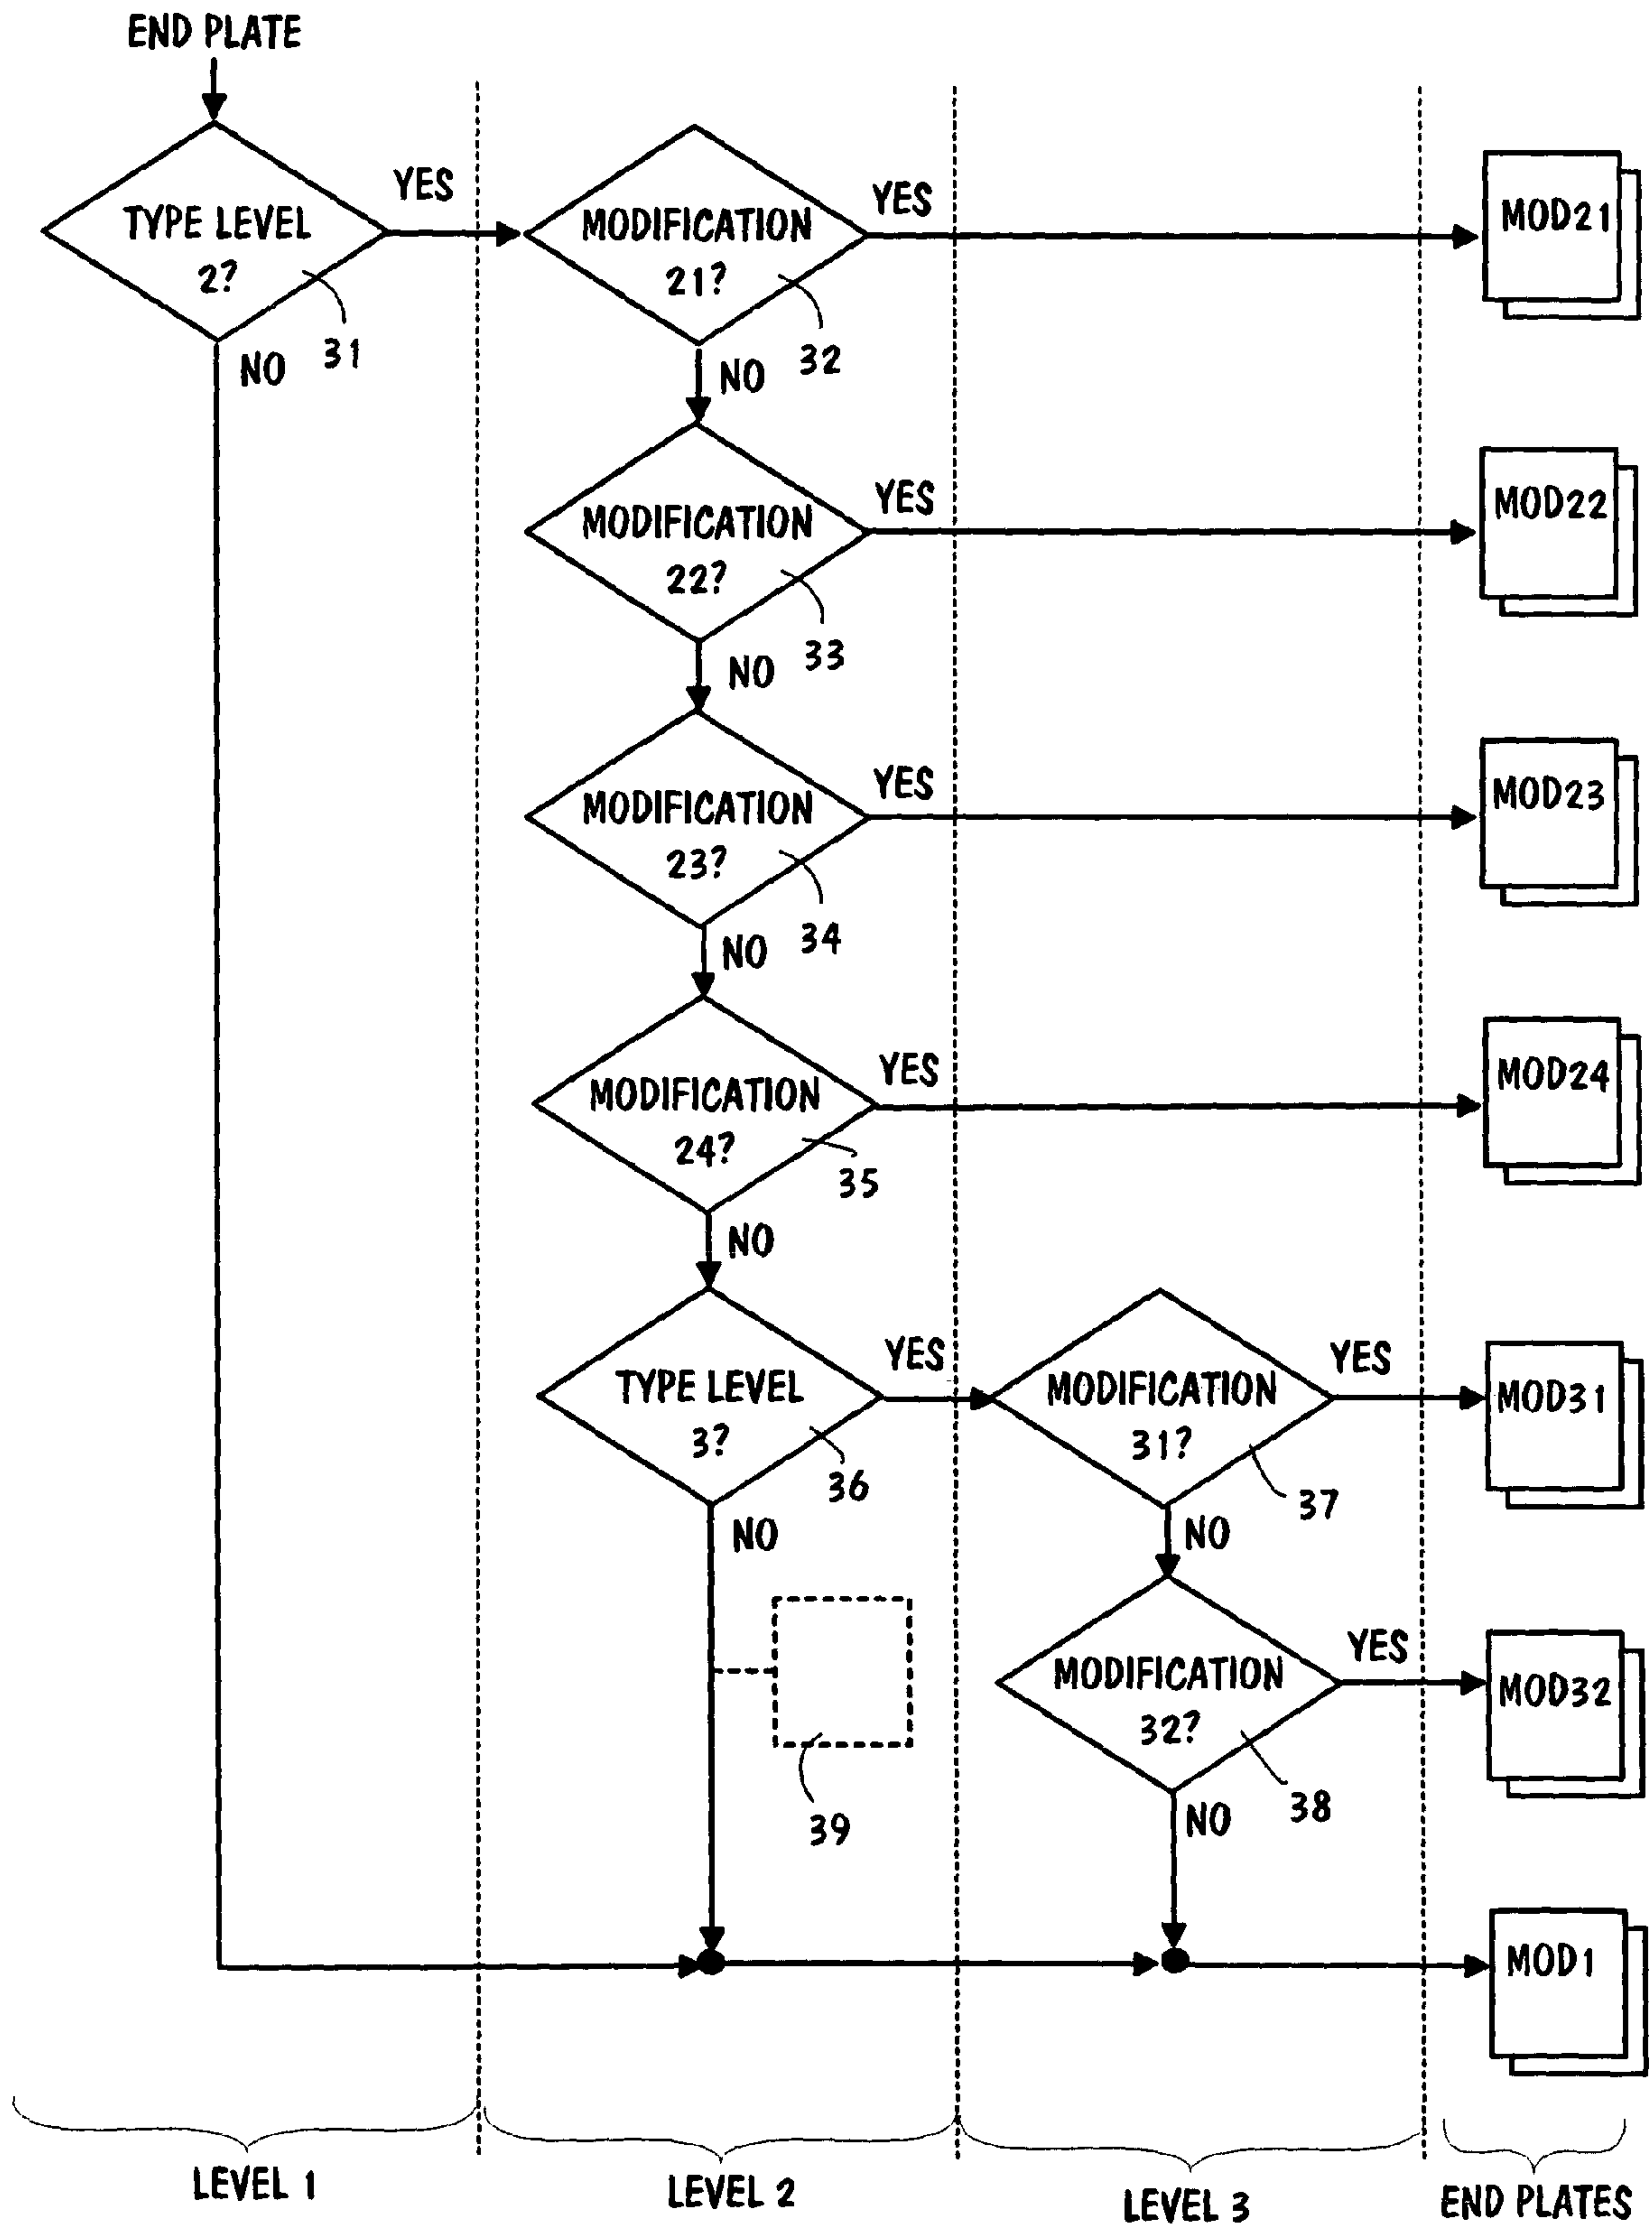 END PLATE
TYPE LEVEL
2?
YES
NO
31
MODIFICATION
21?
YES
NO
32
MOD21
MODIFICATION
22?
YES
NO
33
MOD22
MODIFICATION
23?
YES
NO
34
MOD23
MODIFICATION
24?
YES
NO
35
MOD24
TYPE LEVEL
3?
YES
NO
36
MODIFICATION
31?
YES
NO
37
MOD31
MODIFICATION
32?
YES
NO
38
MOD32
39
MOD1
LEVEL 1
LEVEL 2
LEVEL 3
END PLATES